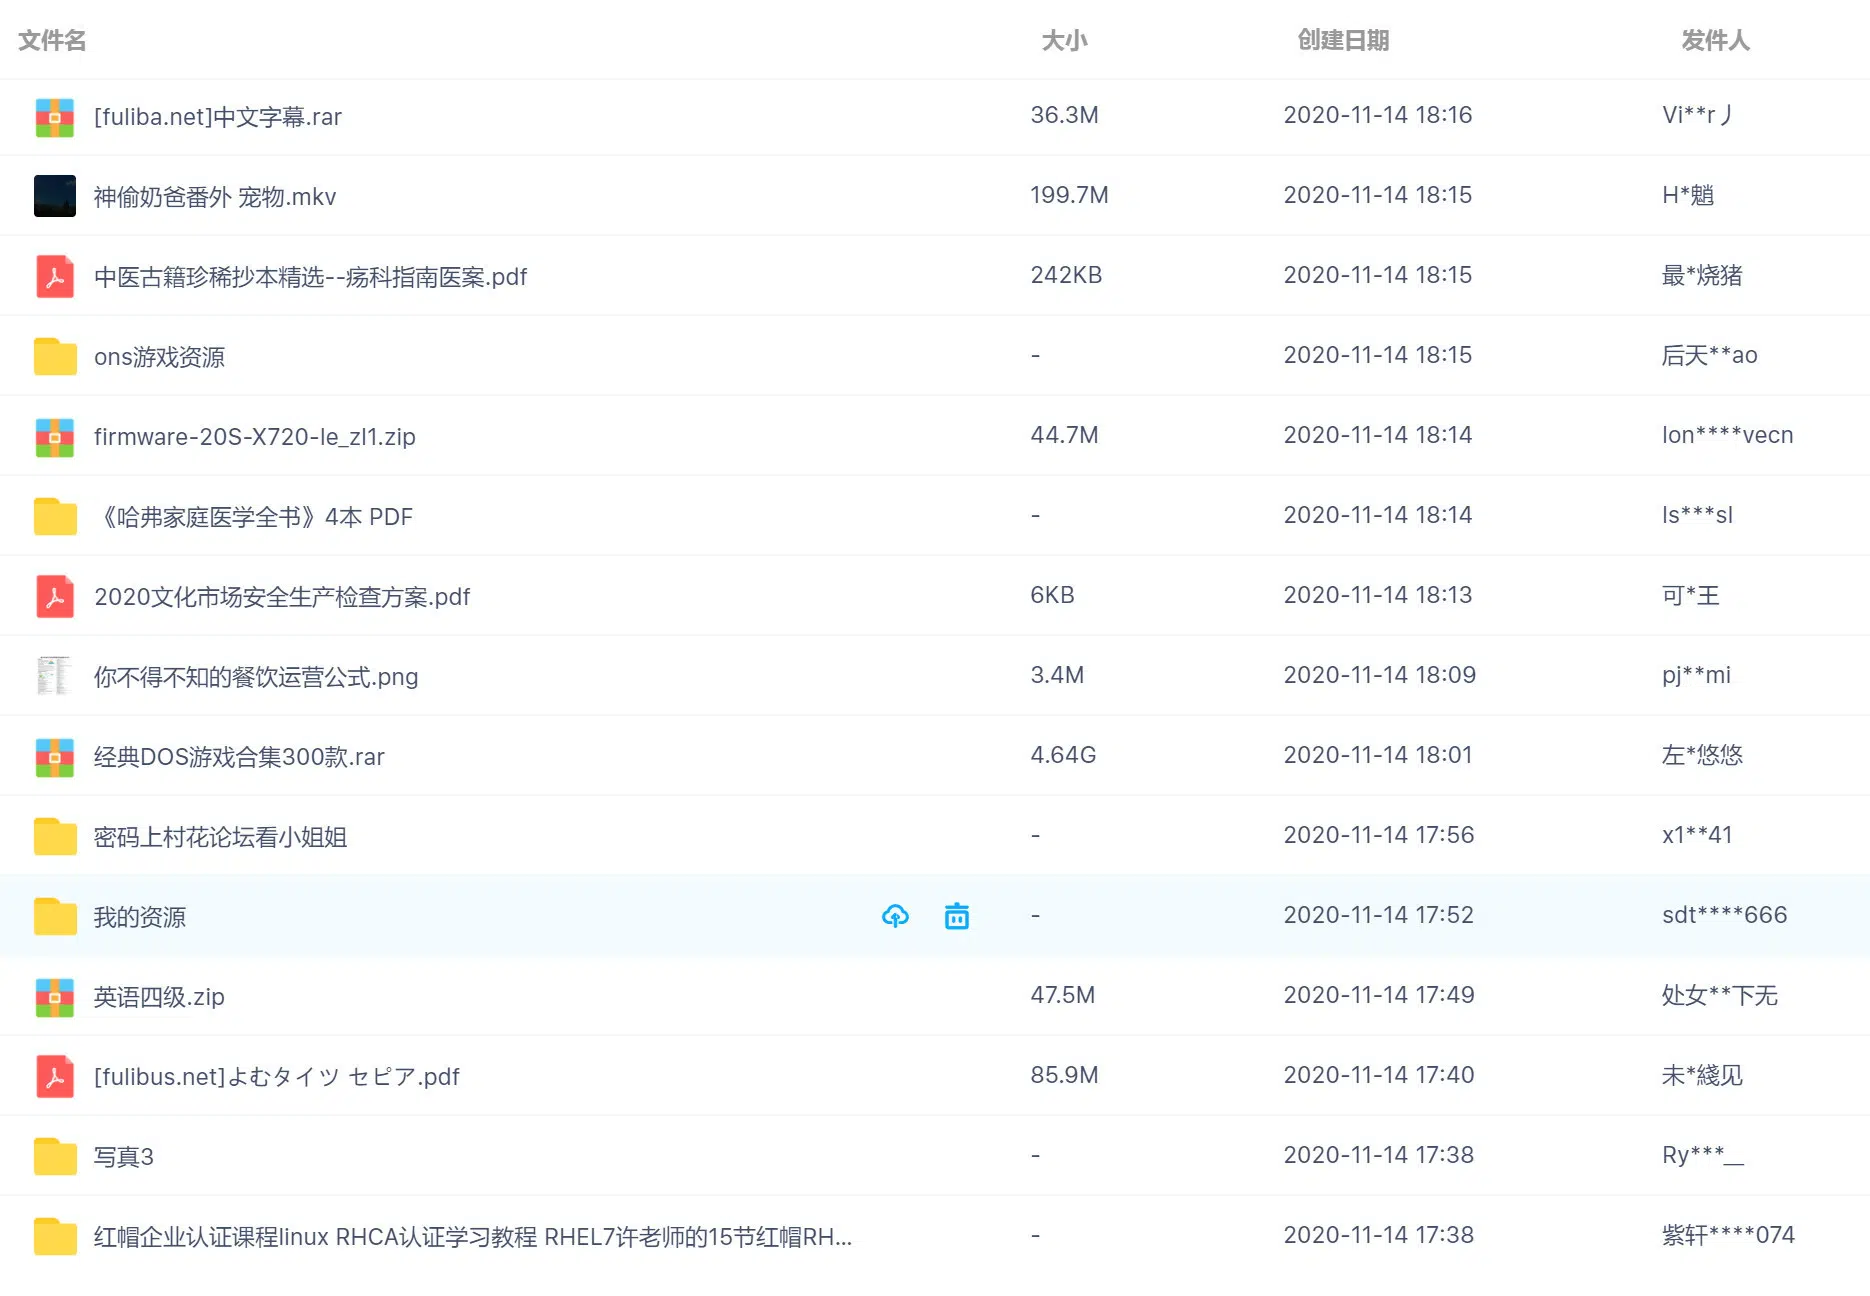 文件名 大小 创建日期 发件人
[fuliba.net]中文字幕.rar 36.3M 2020-11-14 18:16 Vi**r丿
神偷奶爸番外 宠物.mkv 199.7M 2020-11-14 18:15 H*魈
中医古籍珍稀抄本精选--疡科指南医案.pdf 242KB 2020-11-14 18:15 最*烧猪
ons游戏资源 - 2020-11-14 18:15 后天**ao
firmware-20S-X720-le_zl1.zip 44.7M 2020-11-14 18:14 lon****vecn
《哈弗家庭医学全书》4本 PDF - 2020-11-14 18:14 ls***sl
2020文化市场安全生产检查方案.pdf 6KB 2020-11-14 18:13 可*王
你不得不知的餐饮运营公式.png 3.4M 2020-11-14 18:09 pj**mi
经典DOS游戏合集300款.rar 4.64G 2020-11-14 18:01 左*悠悠
密码上村花论坛看小姐姐 - 2020-11-14 17:56 x1**41
我的资源 - 2020-11-14 17:52 sdt****666
英语四级.zip 47.5M 2020-11-14 17:49 处女**下无
[fulibus.net]よむタイツ セピア.pdf 85.9M 2020-11-14 17:40 未*綫见
写真3 - 2020-11-14 17:38 Ry***__
红帽企业认证课程linux RHCA认证学习教程 RHEL7许老师的15节红帽RH... - 2020-11-14 17:38 紫轩****074